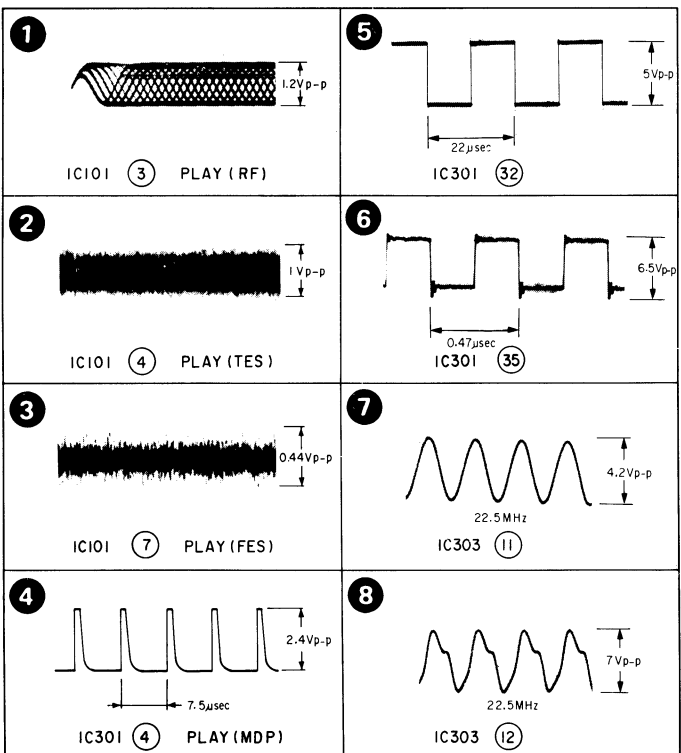 1
1.2Vp-p
IC101 3 PLAY (RF)
2
1Vp-p
IC101 4 PLAY (TES)
3
0.44Vp-p
IC101 7 PLAY (FES)
4
2.4Vp-p
7.5µsec
IC301 4 PLAY (MDP)
5
5Vp-p
22µsec
IC301 32
6
6.5Vp-p
0.47µsec
IC301 35
7
4.2Vp-p
22.5MHz
IC303 11
8
7Vp-p
22.5MHz
IC303 12